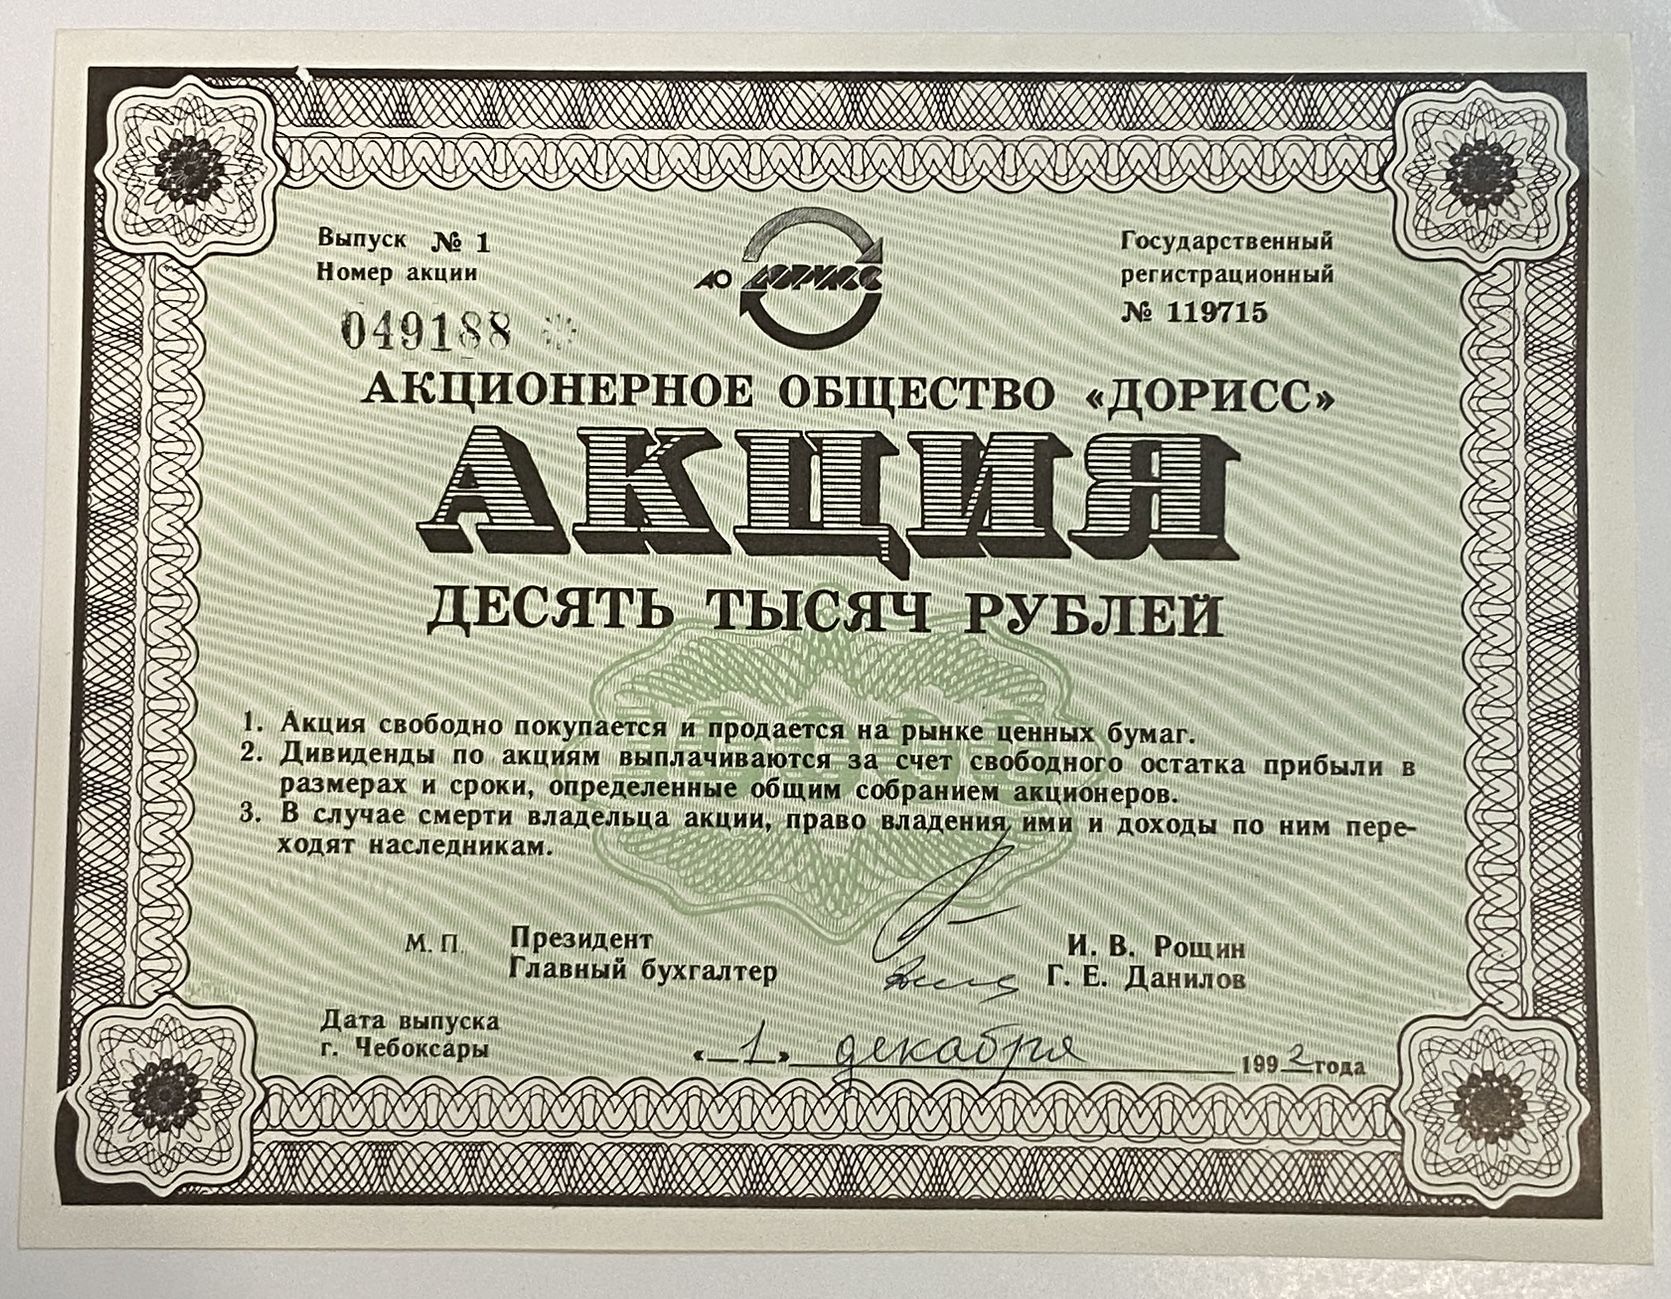 Выпуск № 1
Номер акции
049188
АО ДОРИСС
Государственный
регистрационный
№ 119715
АКЦИОНЕРНОЕ ОБЩЕСТВО «ДОРИСС»
АКЦИЯ
ДЕСЯТЬ ТЫСЯЧ РУБЛЕЙ
10000
1. Акция свободно покупается и продается на рынке ценных бумаг.
2. Дивиденды по акциям выплачиваются за счет свободного остатка прибыли в
размерах и сроки, определенные общим собранием акционеров.
3. В случае смерти владельца акции, право владения ими и доходы по ним пере-
ходят наследникам.
М. П. Президент И. В. Рощин
Главный бухгалтер Г. Е. Данилов
Дата выпуска
г. Чебоксары «1» декабря 1992 года